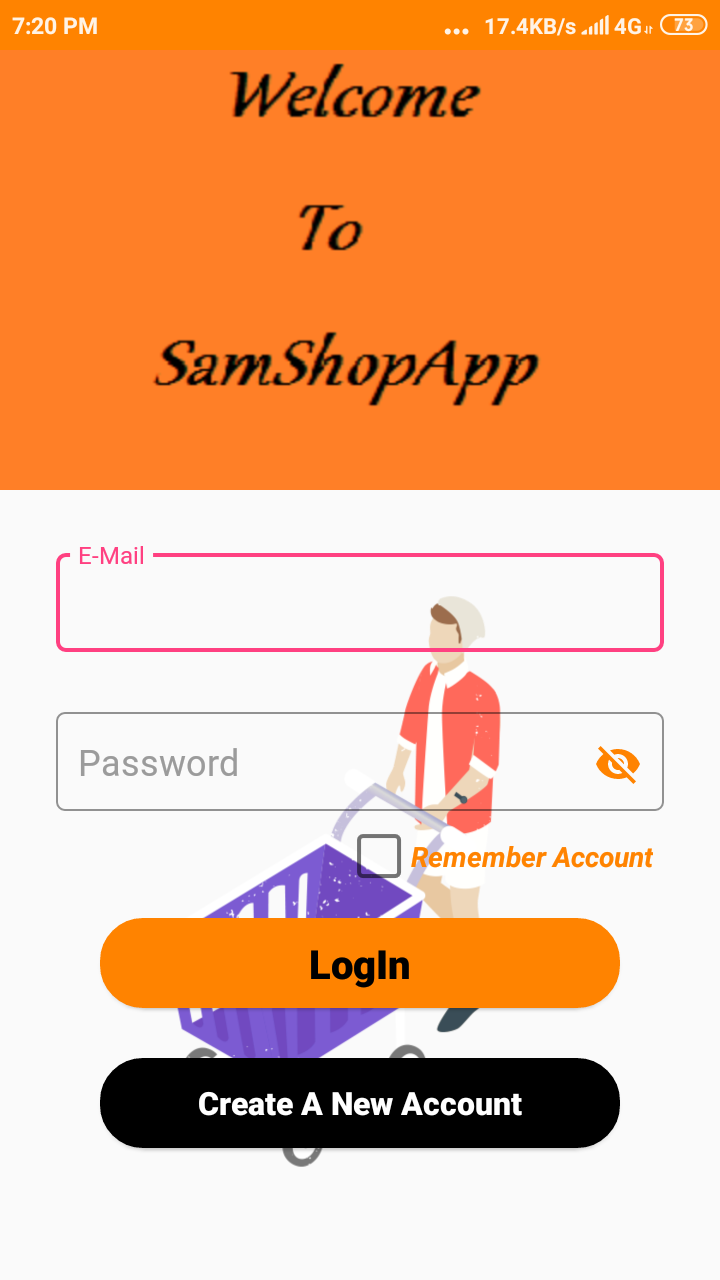 7:20 PM ... 17.4KB/s 4G 73
Welcome
To
SamShopApp
E-Mail
Password
Remember Account
LogIn
Create A New Account